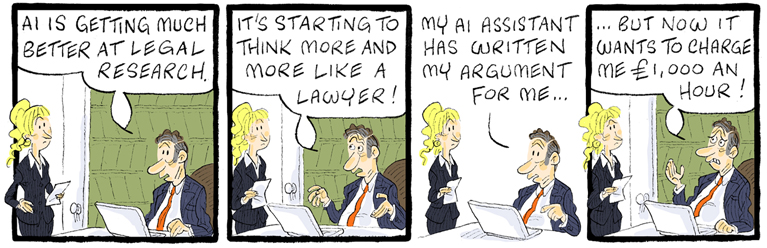 AI IS GETTING MUCH
BETTER AT LEGAL
RESEARCH.
IT'S STARTING TO
THINK MORE AND
MORE LIKE A
LAWYER!
MY AI ASSISTANT
HAS WRITTEN
MY ARGUMENT
FOR ME...
... BUT NOW IT
WANTS TO CHARGE
ME £1,000 AN
HOUR!